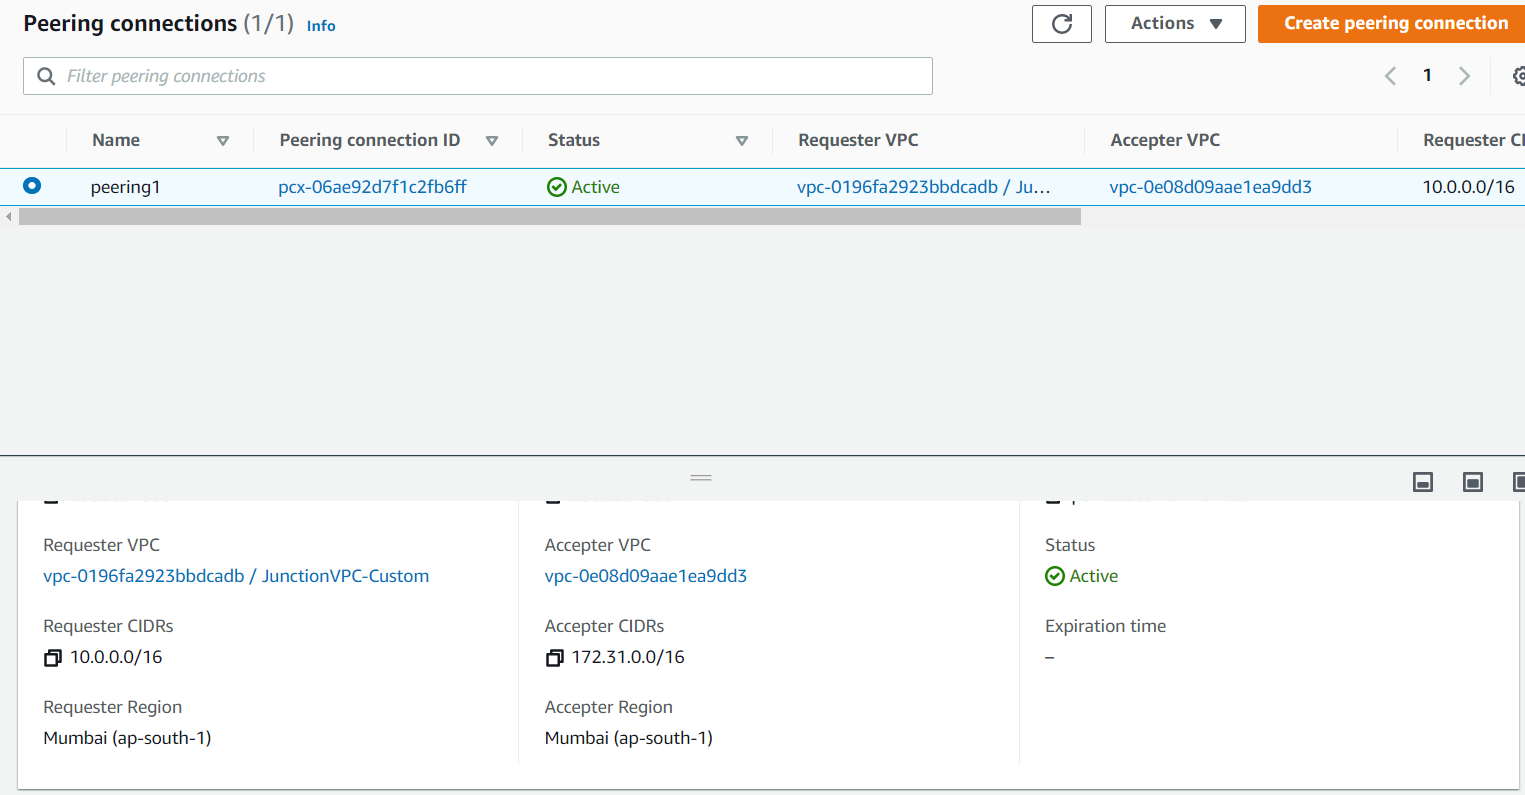 Peering connections (1/1) Info
Actions
Create peering connection
Filter peering connections
1
Name Peering connection ID Status Requester VPC Accepter VPC Requester CI
peering1 pcx-06ae92d7f1c2fb6ff Active vpc-0196fa2923bbdcadb / Ju… vpc-0e08d09aae1ea9dd3 10.0.0.0/16
Requester VPC Accepter VPC Status
vpc-0196fa2923bbdcadb / JunctionVPC-Custom vpc-0e08d09aae1ea9dd3 Active
Requester CIDRs Accepter CIDRs Expiration time
10.0.0.0/16 172.31.0.0/16 –
Requester Region Accepter Region
Mumbai (ap-south-1) Mumbai (ap-south-1)